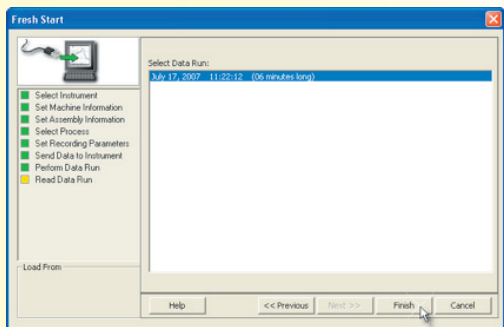 Fresh Start
Select Data Run:
July 17, 2007 11:22:12 (06 minutes long)
Select Instrument
Set Machine Information
Set Assembly Information
Select Process
Set Recording Parameters
Send Data to Instrument
Perform Data Run
Read Data Run
Load From
Help
<< Previous
Next >>
Finish
Cancel